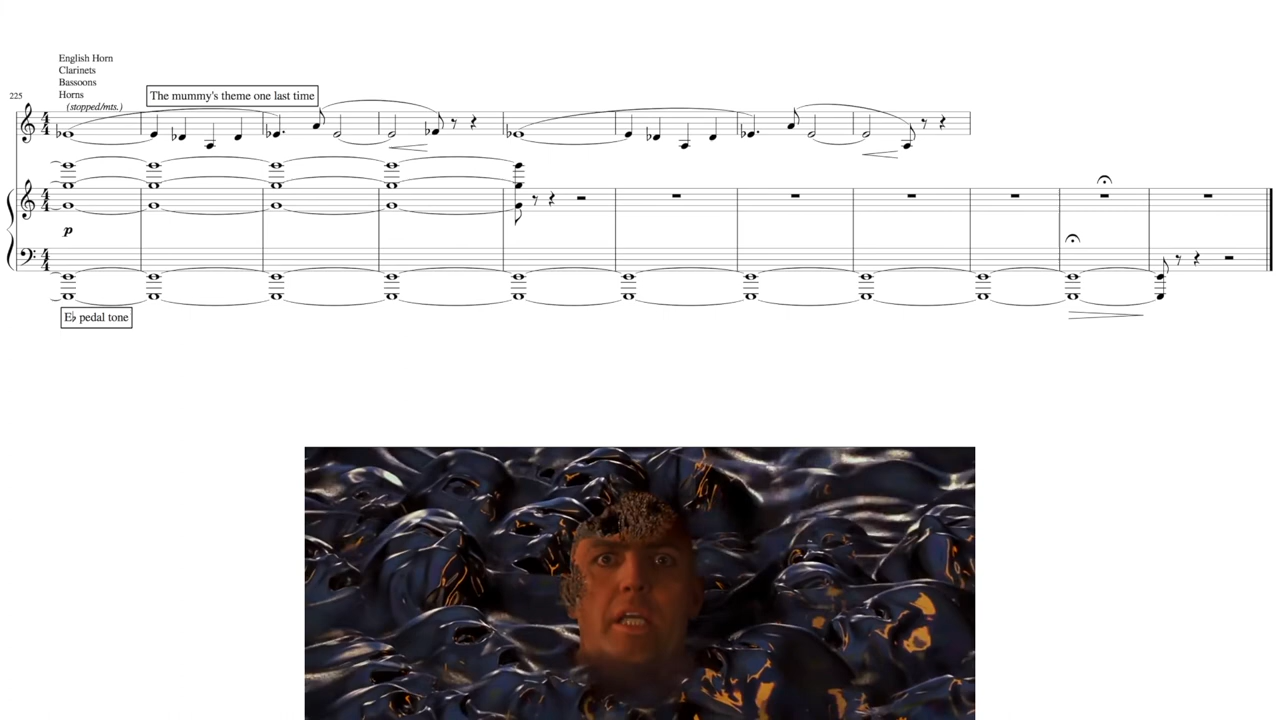 English Horn
Clarinets
Bassoons
Horns
(stopped/mts.)
225
The mummy's theme one last time
p
E♭ pedal tone